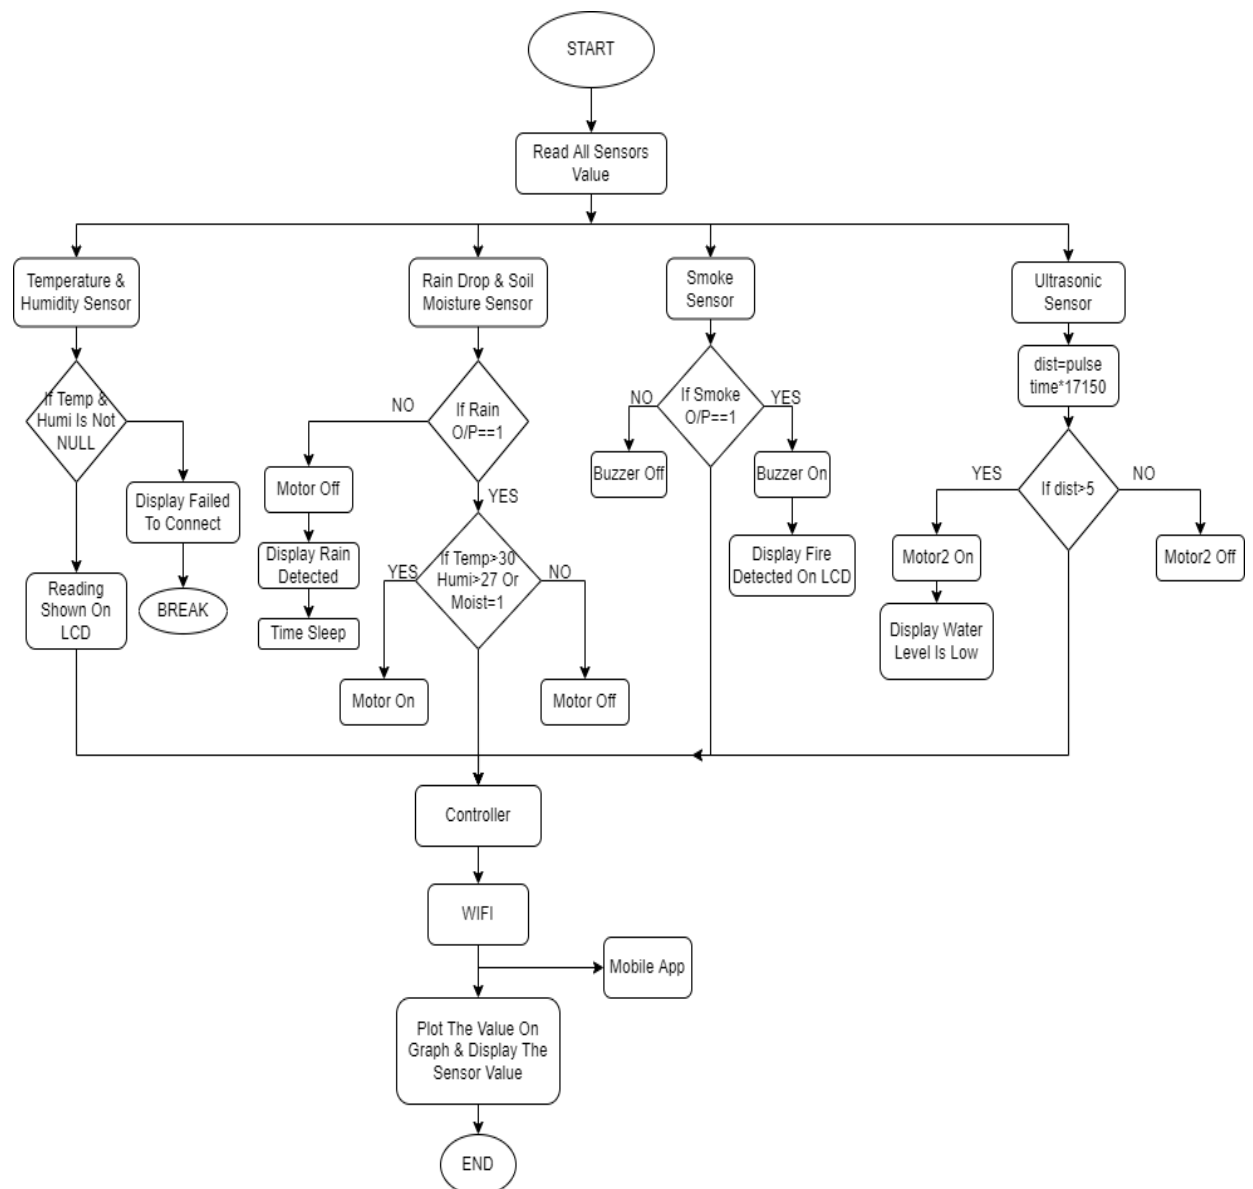 START
Read All Sensors
Value
Temperature &
Humidity Sensor
Rain Drop & Soil
Moisture Sensor
Smoke
Sensor
Ultrasonic
Sensor
dist=pulse
time*17150
If Temp &
Humi Is Not
NULL
NO
If Rain
O/P==1
NO
If Smoke
O/P==1
YES
Buzzer Off
Buzzer On
YES
If dist>5
NO
Display Failed
To Connect
Motor Off
YES
Display Rain
Detected
If Temp>30
Humi>27 Or
Moist=1
YES
NO
Display Fire
Detected On LCD
Motor2 On
Motor2 Off
Reading
Shown On
LCD
BREAK
Time Sleep
Display Water
Level Is Low
Motor On
Motor Off
Controller
WIFI
Mobile App
Plot The Value On
Graph & Display The
Sensor Value
END